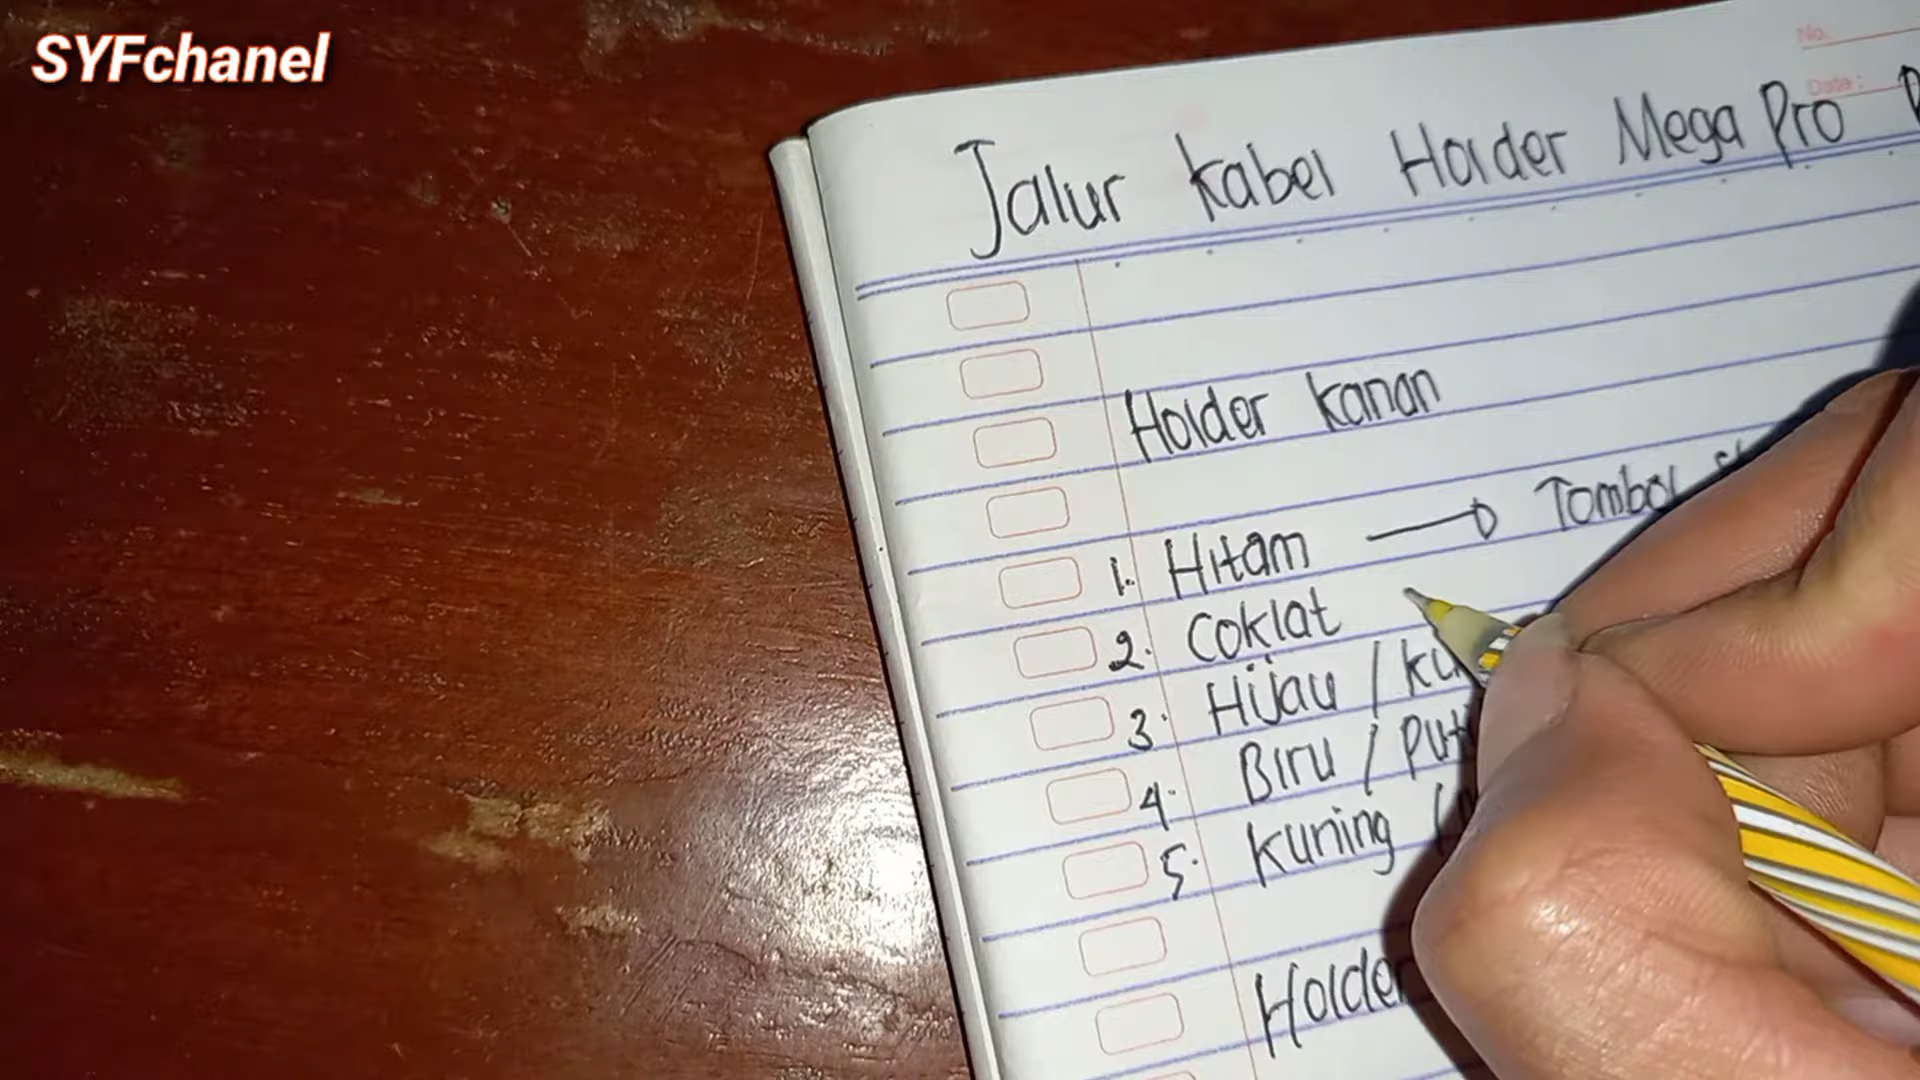 SYFchanel
No.
Date:
Jalur Kabel Holder Mega Pro
Holder Kanan
1. Hitam → Tombol
2. Coklat
3. Hijau /
4. Biru /
5. Kuning /
Holder